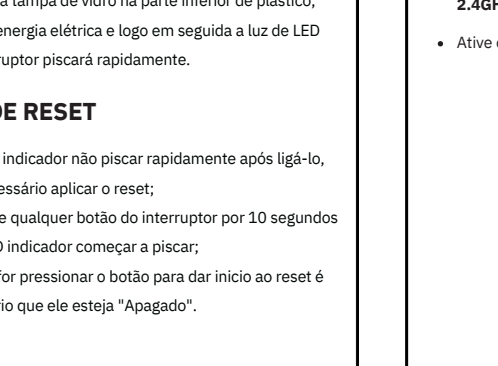 a tampa de vidro na parte inferior de plástico,
energia elétrica e logo em seguida a luz de LED
ruptor piscará rapidamente.
DE RESET
indicador não piscar rapidamente após ligá-lo,
essário aplicar o reset;
e qualquer botão do interruptor por 10 segundos
D indicador começar a piscar;
for pressionar o botão para dar inicio ao reset é
rio que ele esteja "Apagado".
2.4GH
• Ative